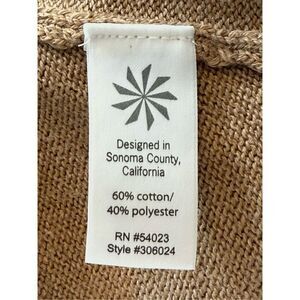 Designed in
Sonoma County,
California
60% cotton/
40% polyester
RN #54023
Style #306024